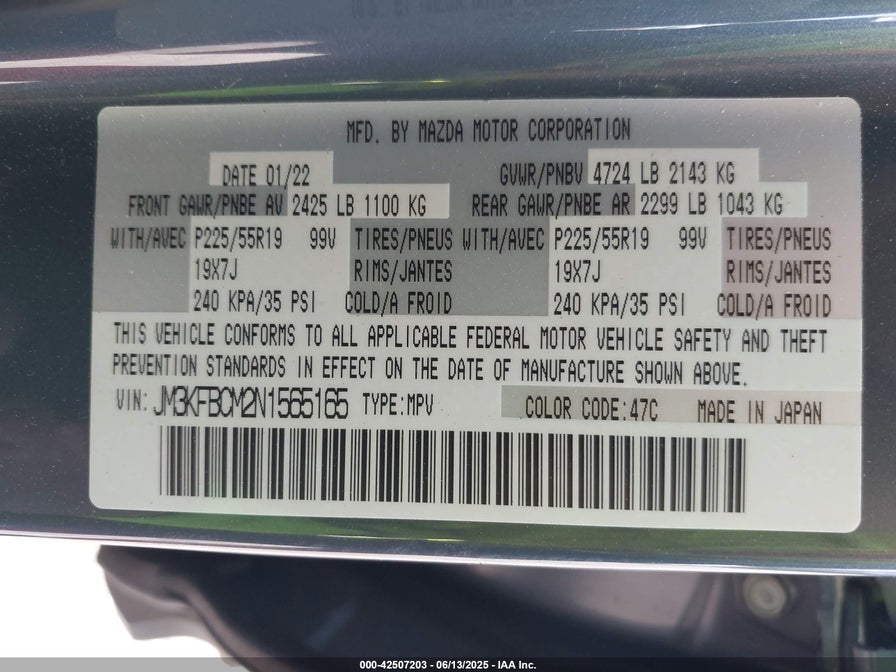 MFD. BY MAZDA MOTOR CORPORATION
DATE 01/22 GVWR/PNBV 4724 LB 2143 KG
FRONT GAWR/PNBE AV 2425 LB 1100 KG REAR GAWR/PNBE AR 2299 LB 1043 KG
WITH/AVEC P225/55R19 99V TIRES/PNEUS WITH/AVEC P225/55R19 99V TIRES/PNEUS
19X7J RIMS/JANTES 19X7J RIMS/JANTES
240 KPA/35 PSI COLD/A FROID 240 KPA/35 PSI COLD/A FROID
THIS VEHICLE CONFORMS TO ALL APPLICABLE FEDERAL MOTOR VEHICLE SAFETY AND THEFT
PREVENTION STANDARDS IN EFFECT ON THE DATE OF MANUFACTURE SHOWN ABOVE.
VIN: JM3KFBCM2N1565165 TYPE:MPV COLOR CODE:47C MADE IN JAPAN
000-42507203 - 06/13/2025 - IAA Inc.